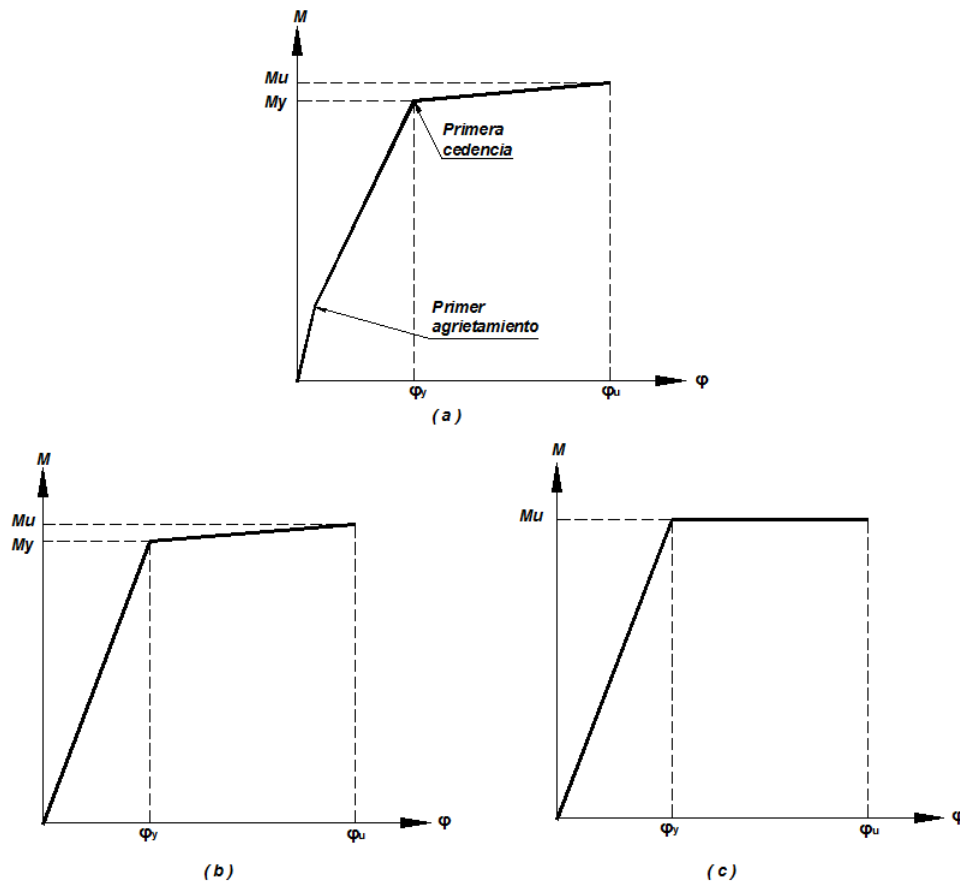 M
Mu
My
Primera
cedencia
Primer
agrietamiento
φy
φu
φ
( a )
M
Mu
My
φy
φu
φ
( b )
M
Mu
φy
φu
φ
( c )